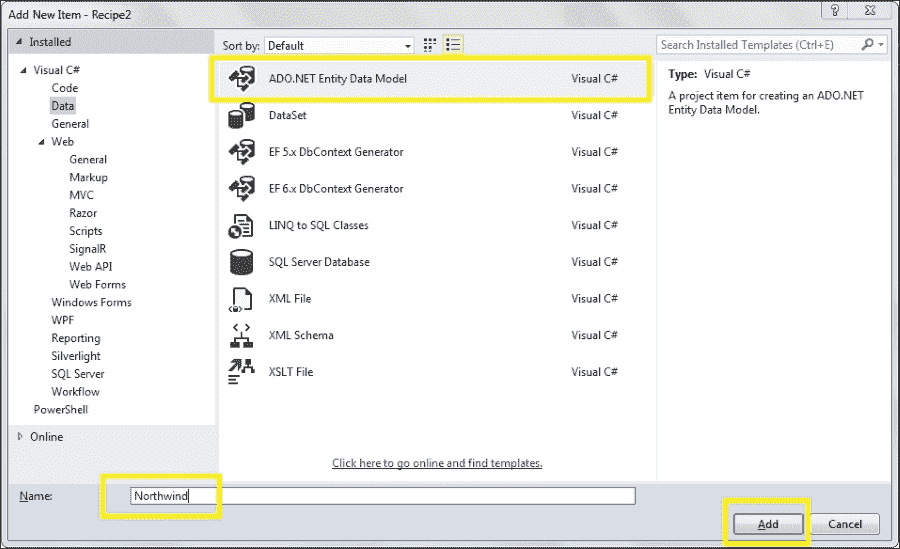 Add New Item - Recipe2
Installed
Sort by: Default
Search Installed Templates (Ctrl+E)
Visual C#
Code
Data
General
Web
General
Markup
MVC
Razor
Scripts
SignalR
Web API
Web Forms
Windows Forms
WPF
Reporting
Silverlight
SQL Server
Workflow
PowerShell
Online
ADO.NET Entity Data Model Visual C#
DataSet Visual C#
EF 5.x DbContext Generator Visual C#
EF 6.x DbContext Generator Visual C#
LINQ to SQL Classes Visual C#
SQL Server Database Visual C#
XML File Visual C#
XML Schema Visual C#
XSLT File Visual C#
Click here to go online and find templates.
Type: Visual C#
A project item for creating an ADO.NET
Entity Data Model.
Name: Northwind
Add Cancel